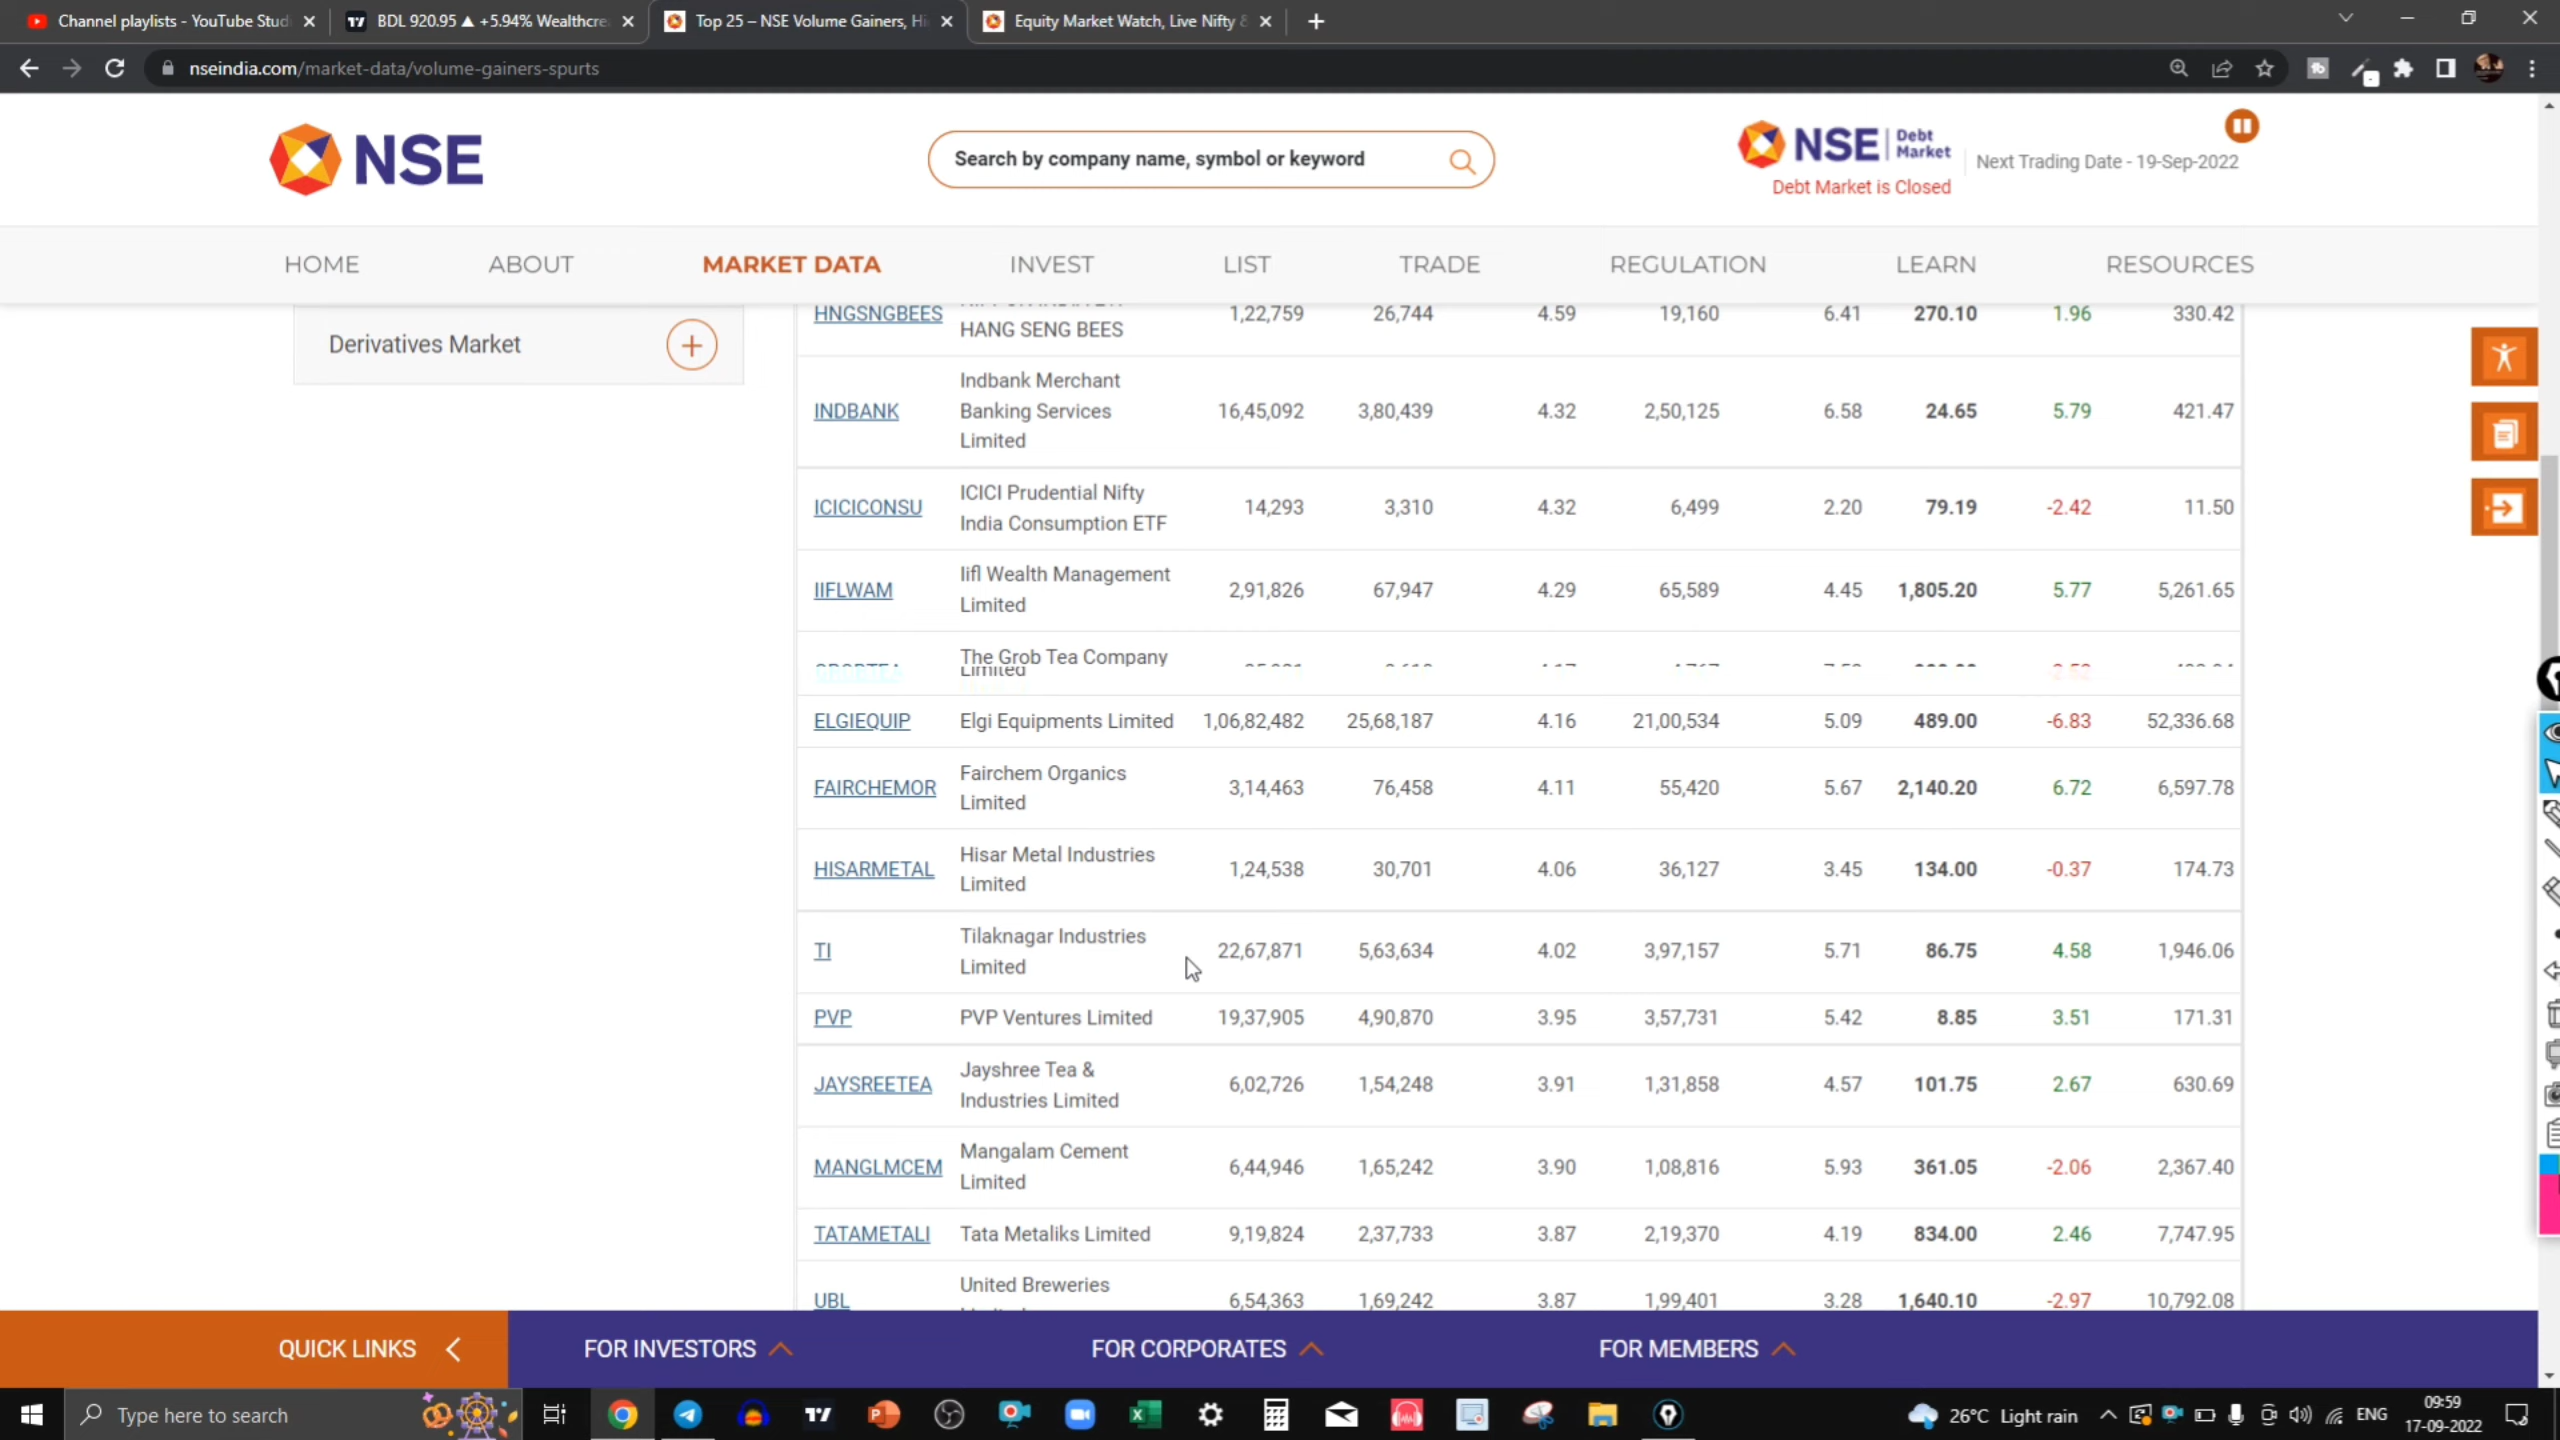 Channel playlists - YouTube Stud
BDL 920.95 ▲ +5.94% Wealthcre
Top 25 – NSE Volume Gainers, Hi
Equity Market Watch, Live Nifty &
nseindia.com/market-data/volume-gainers-spurts
NSE
Search by company name, symbol or keyword
NSE Debt Market
Debt Market is Closed
Next Trading Date - 19-Sep-2022
HOME ABOUT MARKET DATA INVEST LIST TRADE REGULATION LEARN RESOURCES
Derivatives Market
HNGSNGBEES 1,22,759 26,744 4.59 19,160 6.41 270.10 1.96 330.42
HANG SENG BEES
Indbank Merchant
INDBANK Banking Services 16,45,092 3,80,439 4.32 2,50,125 6.58 24.65 5.79 421.47
Limited
ICICI Prudential Nifty
ICICICONSU 14,293 3,310 4.32 6,499 2.20 79.19 -2.42 11.50
India Consumption ETF
Iifl Wealth Management
IIFLWAM 2,91,826 67,947 4.29 65,589 4.45 1,805.20 5.77 5,261.65
Limited
The Grob Tea Company
Limited
ELGIEQUIP Elgi Equipments Limited 1,06,82,482 25,68,187 4.16 21,00,534 5.09 489.00 -6.83 52,336.68
Fairchem Organics
FAIRCHEMOR 3,14,463 76,458 4.11 55,420 5.67 2,140.20 6.72 6,597.78
Limited
Hisar Metal Industries
HISARMETAL 1,24,538 30,701 4.06 36,127 3.45 134.00 -0.37 174.73
Limited
Tilaknagar Industries
TI 22,67,871 5,63,634 4.02 3,97,157 5.71 86.75 4.58 1,946.06
Limited
PVP PVP Ventures Limited 19,37,905 4,90,870 3.95 3,57,731 5.42 8.85 3.51 171.31
Jayshree Tea &
JAYSREETEA 6,02,726 1,54,248 3.91 1,31,858 4.57 101.75 2.67 630.69
Industries Limited
Mangalam Cement
MANGLMCEM 6,44,946 1,65,242 3.90 1,08,816 5.93 361.05 -2.06 2,367.40
Limited
TATAMETALI Tata Metaliks Limited 9,19,824 2,37,733 3.87 2,19,370 4.19 834.00 2.46 7,747.95
United Breweries
UBL 6,54,363 1,69,242 3.87 1,99,401 3.28 1,640.10 -2.97 10,792.08
QUICK LINKS FOR INVESTORS FOR CORPORATES FOR MEMBERS
Type here to search
26°C Light rain
ENG
09:59
17-09-2022